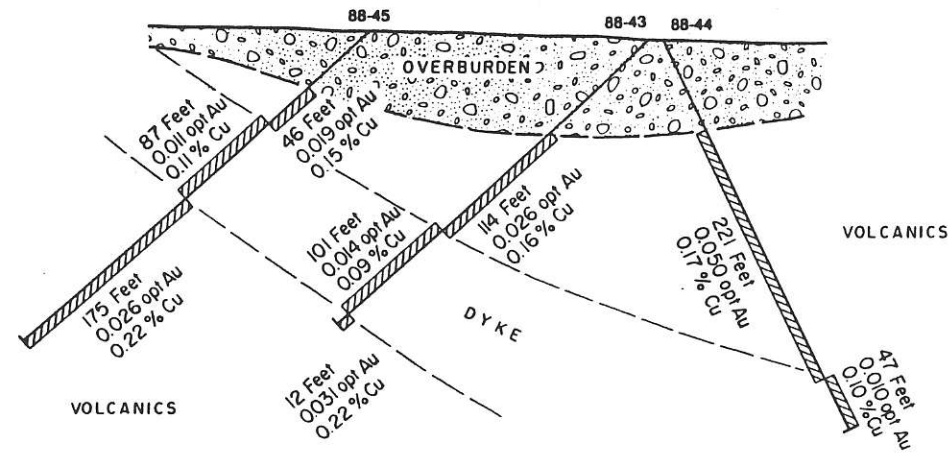 88-45
88-43
88-44
OVERBURDEN
87 Feet
0.011 opt Au
0.11 % Cu
46 Feet
0.019 opt Au
0.15 % Cu
175 Feet
0.026 opt Au
0.22 % Cu
101 Feet
0.014 opt Au
0.09 % Cu
114 Feet
0.026 opt Au
0.16 % Cu
12 Feet
0.031 opt Au
0.22 % Cu
221 Feet
0.050 opt Au
0.17 % Cu
47 Feet
0.010 opt Au
0.10 % Cu
DYKE
VOLCANICS
VOLCANICS